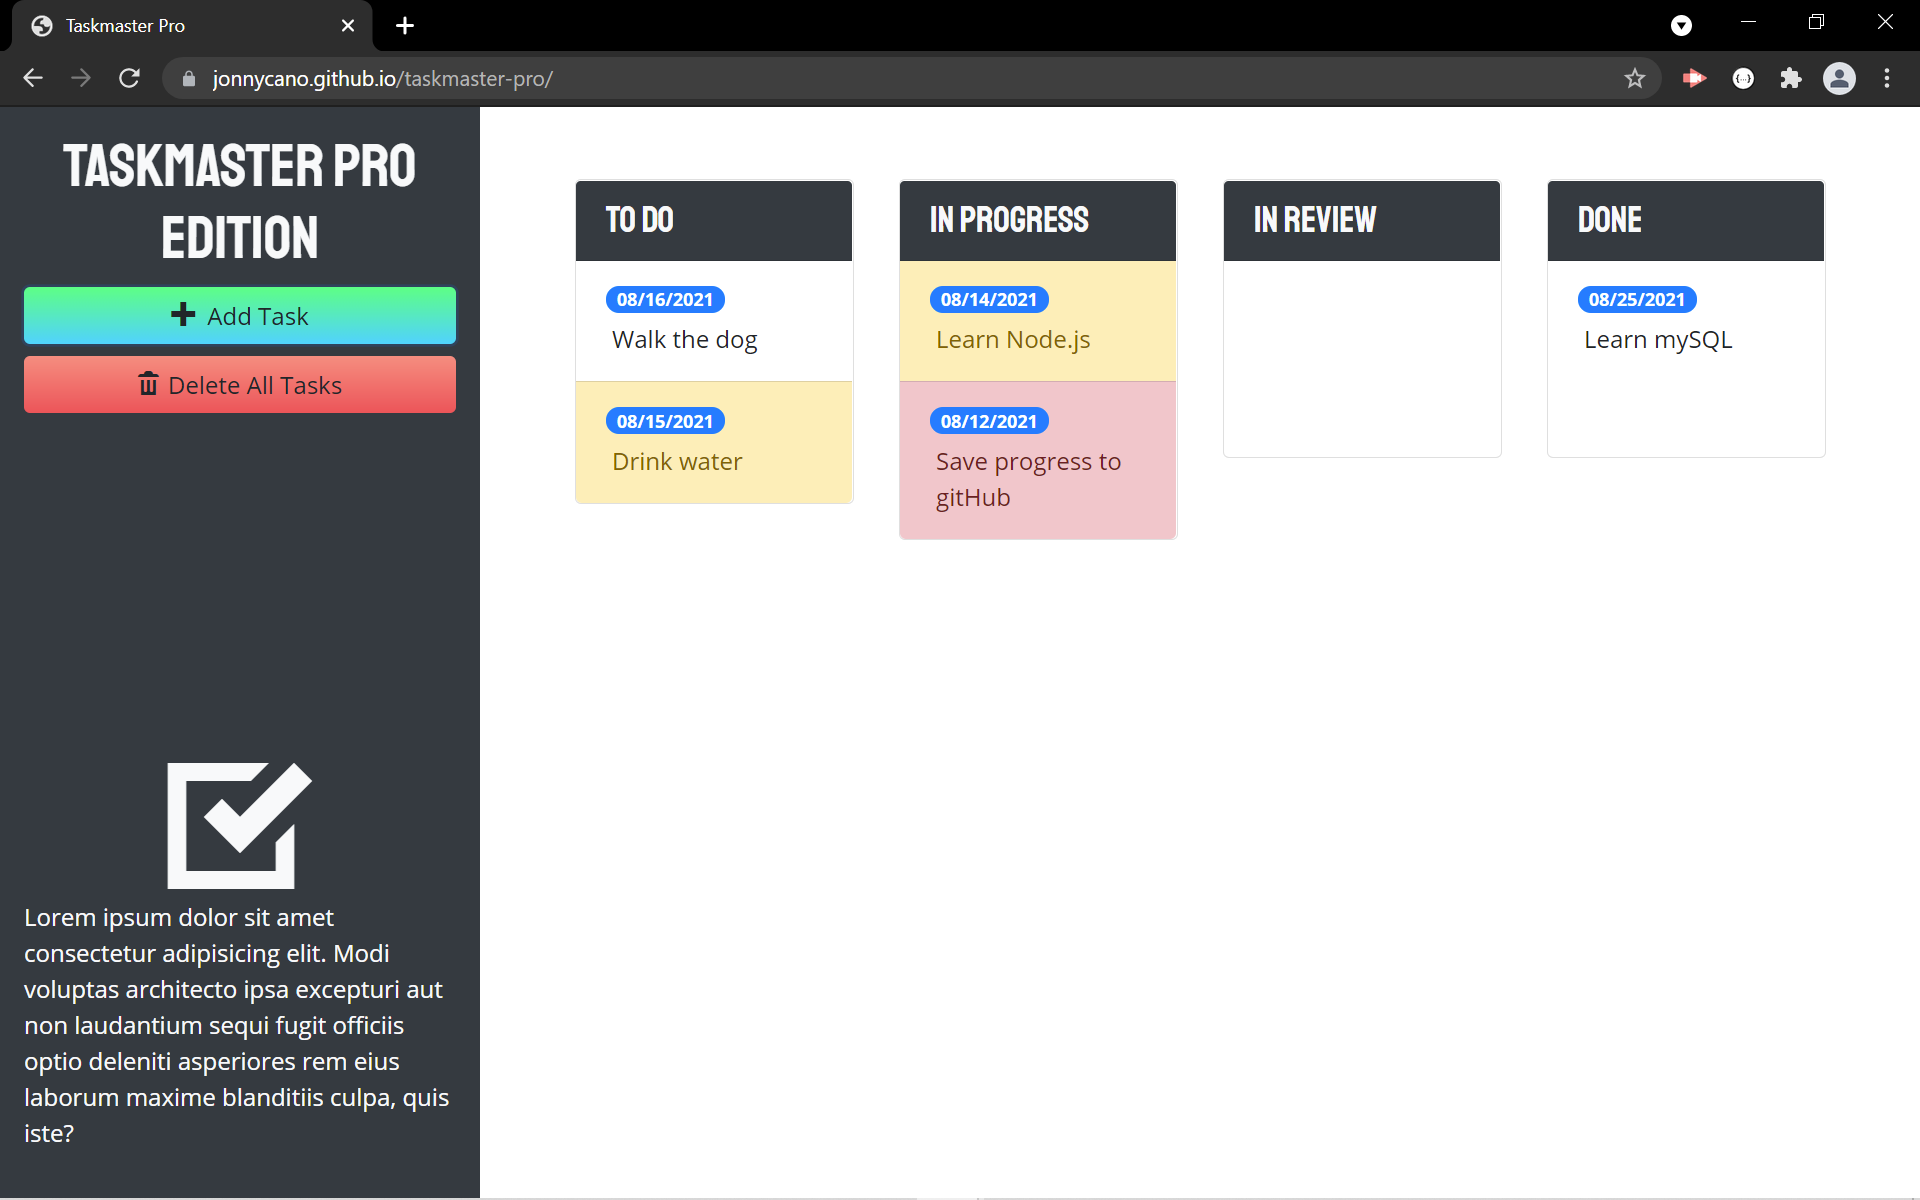 Taskmaster Pro
jonnycano.github.io/taskmaster-pro/
TASKMASTER PRO
EDITION
Add Task
Delete All Tasks
Lorem ipsum dolor sit amet
consectetur adipisicing elit. Modi
voluptas architecto ipsa excepturi aut
non laudantium sequi fugit officiis
optio deleniti asperiores rem eius
laborum maxime blanditiis culpa, quis
iste?
TO DO
08/16/2021
Walk the dog
08/15/2021
Drink water
IN PROGRESS
08/14/2021
Learn Node.js
08/12/2021
Save progress to
gitHub
IN REVIEW
DONE
08/25/2021
Learn mySQL